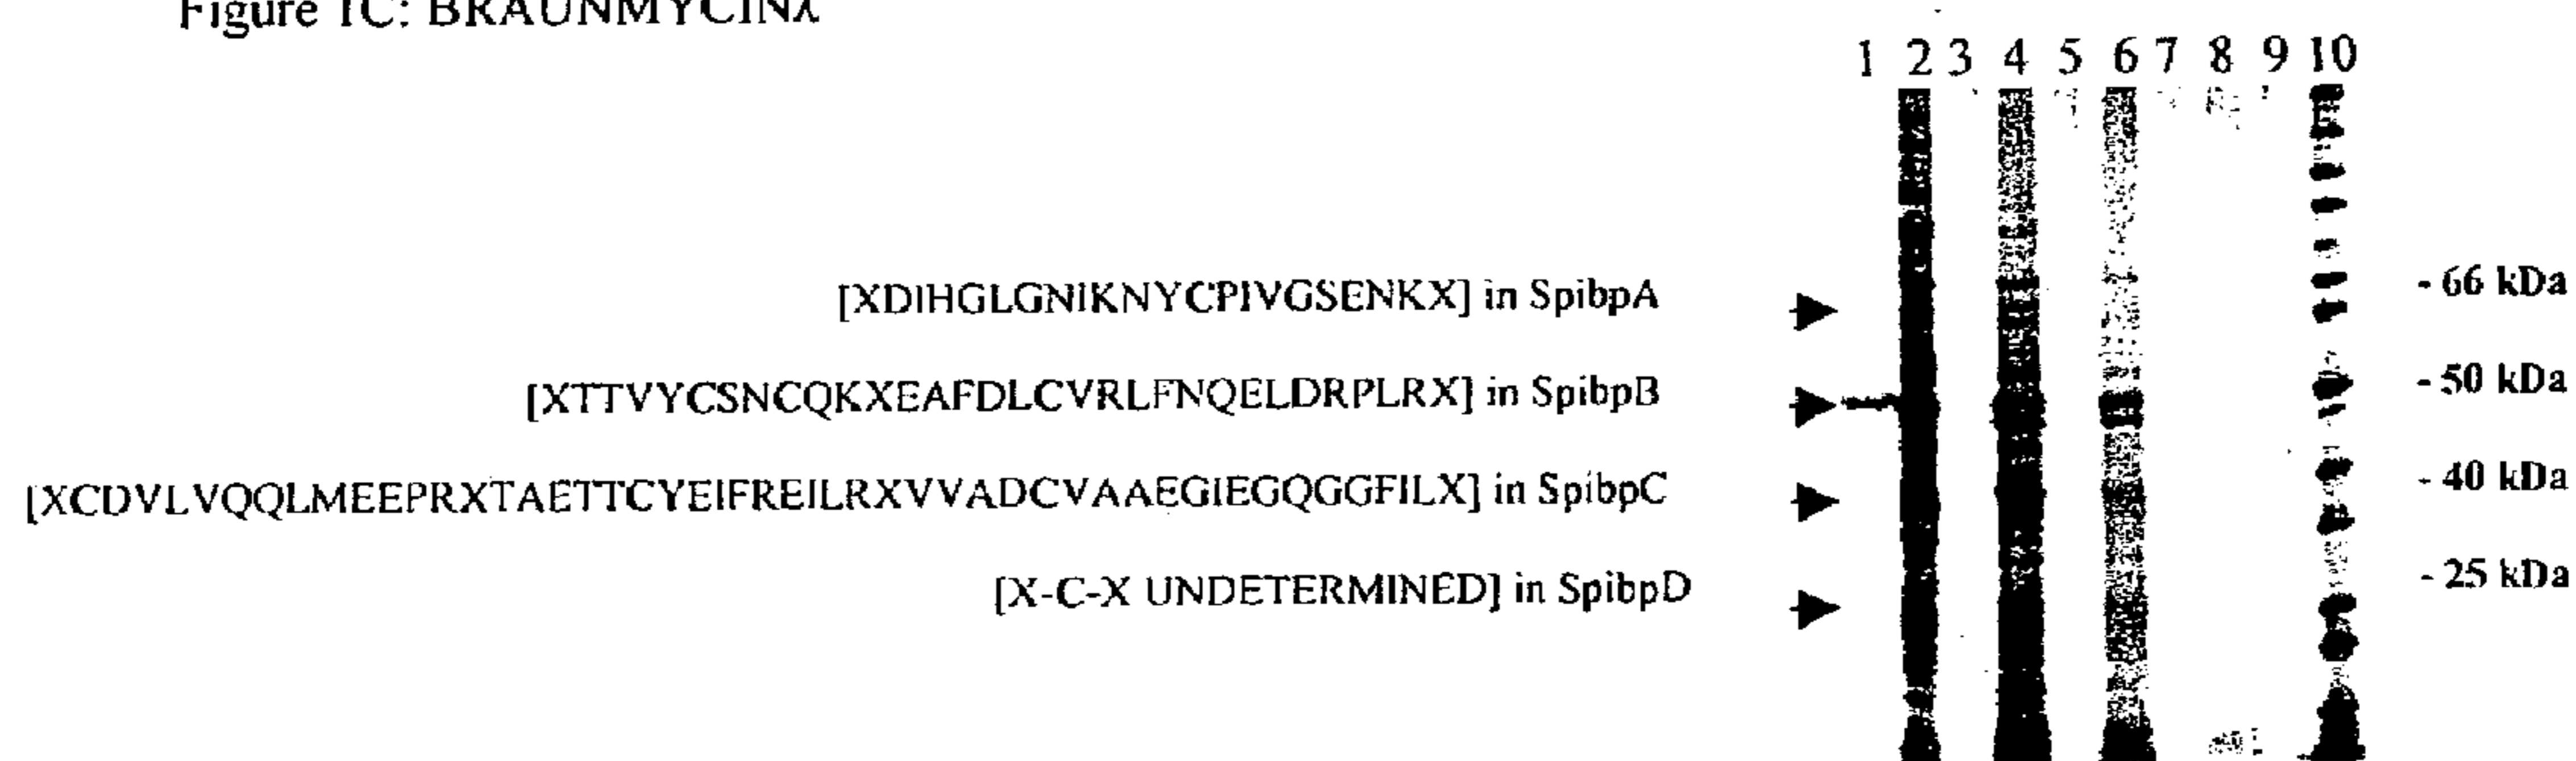 Figure 1C: BRAUNMYCINλ
1 2 3 4 5 6 7 8 9 10
[XDIHGLGNIKNYCPIVGSENKX] in SpibpA
- 66 kDa
[XTTVYCSNCQKXEAFDLCVRLFNQELDRPLRX] in SpibpB
- 50 kDa
[XCDVLVQQLMEEPRXTAETTCYEIFREILRXVVADCVAAEGIEGQGGFILX] in SpibpC
- 40 kDa
[X-C-X UNDETERMINED] in SpibpD
- 25 kDa